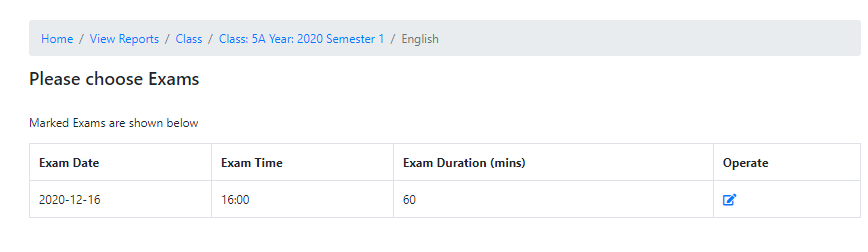 Home / View Reports / Class / Class: 5A Year: 2020 Semester 1 / English
Please choose Exams
Marked Exams are shown below
Exam Date Exam Time Exam Duration (mins) Operate
2020-12-16 16:00 60